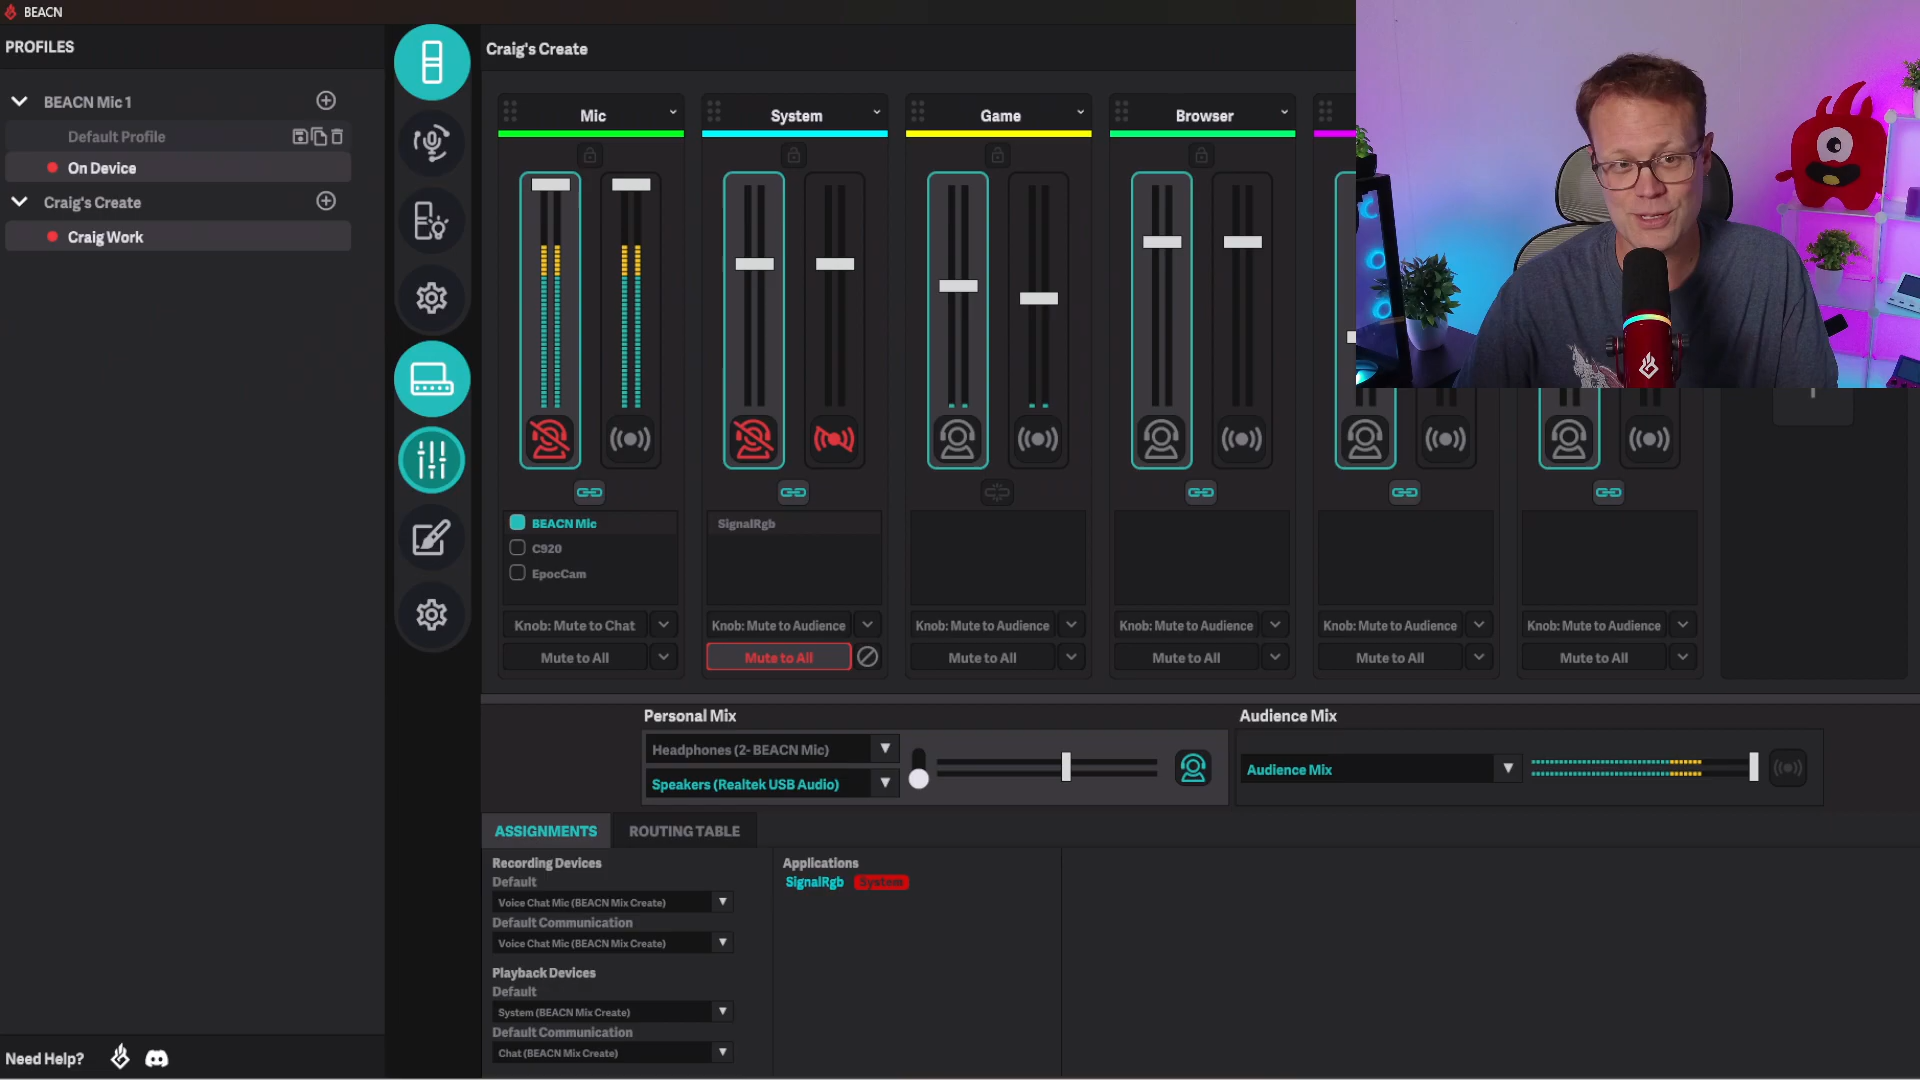 BEACN
PROFILES
BEACN Mic 1
Default Profile
On Device
Craig's Create
Craig Work
Need Help?
Craig's Create
Mic
System
Game
Browser
BEACN Mic
C920
EpocCam
SignalRgb
Knob: Mute to Chat
Knob: Mute to Audience
Knob: Mute to Audience
Knob: Mute to Audience
Knob: Mute to Audience
Knob: Mute to Audience
Mute to All
Mute to All
Mute to All
Mute to All
Mute to All
Mute to All
Personal Mix
Headphones (2- BEACN Mic)
Speakers (Realtek USB Audio)
Audience Mix
Audience Mix
ASSIGNMENTS
ROUTING TABLE
Recording Devices
Default
Voice Chat Mic (BEACN Mix Create)
Default Communication
Voice Chat Mic (BEACN Mix Create)
Playback Devices
Default
System (BEACN Mix Create)
Default Communication
Chat (BEACN Mix Create)
Applications
SignalRgb System